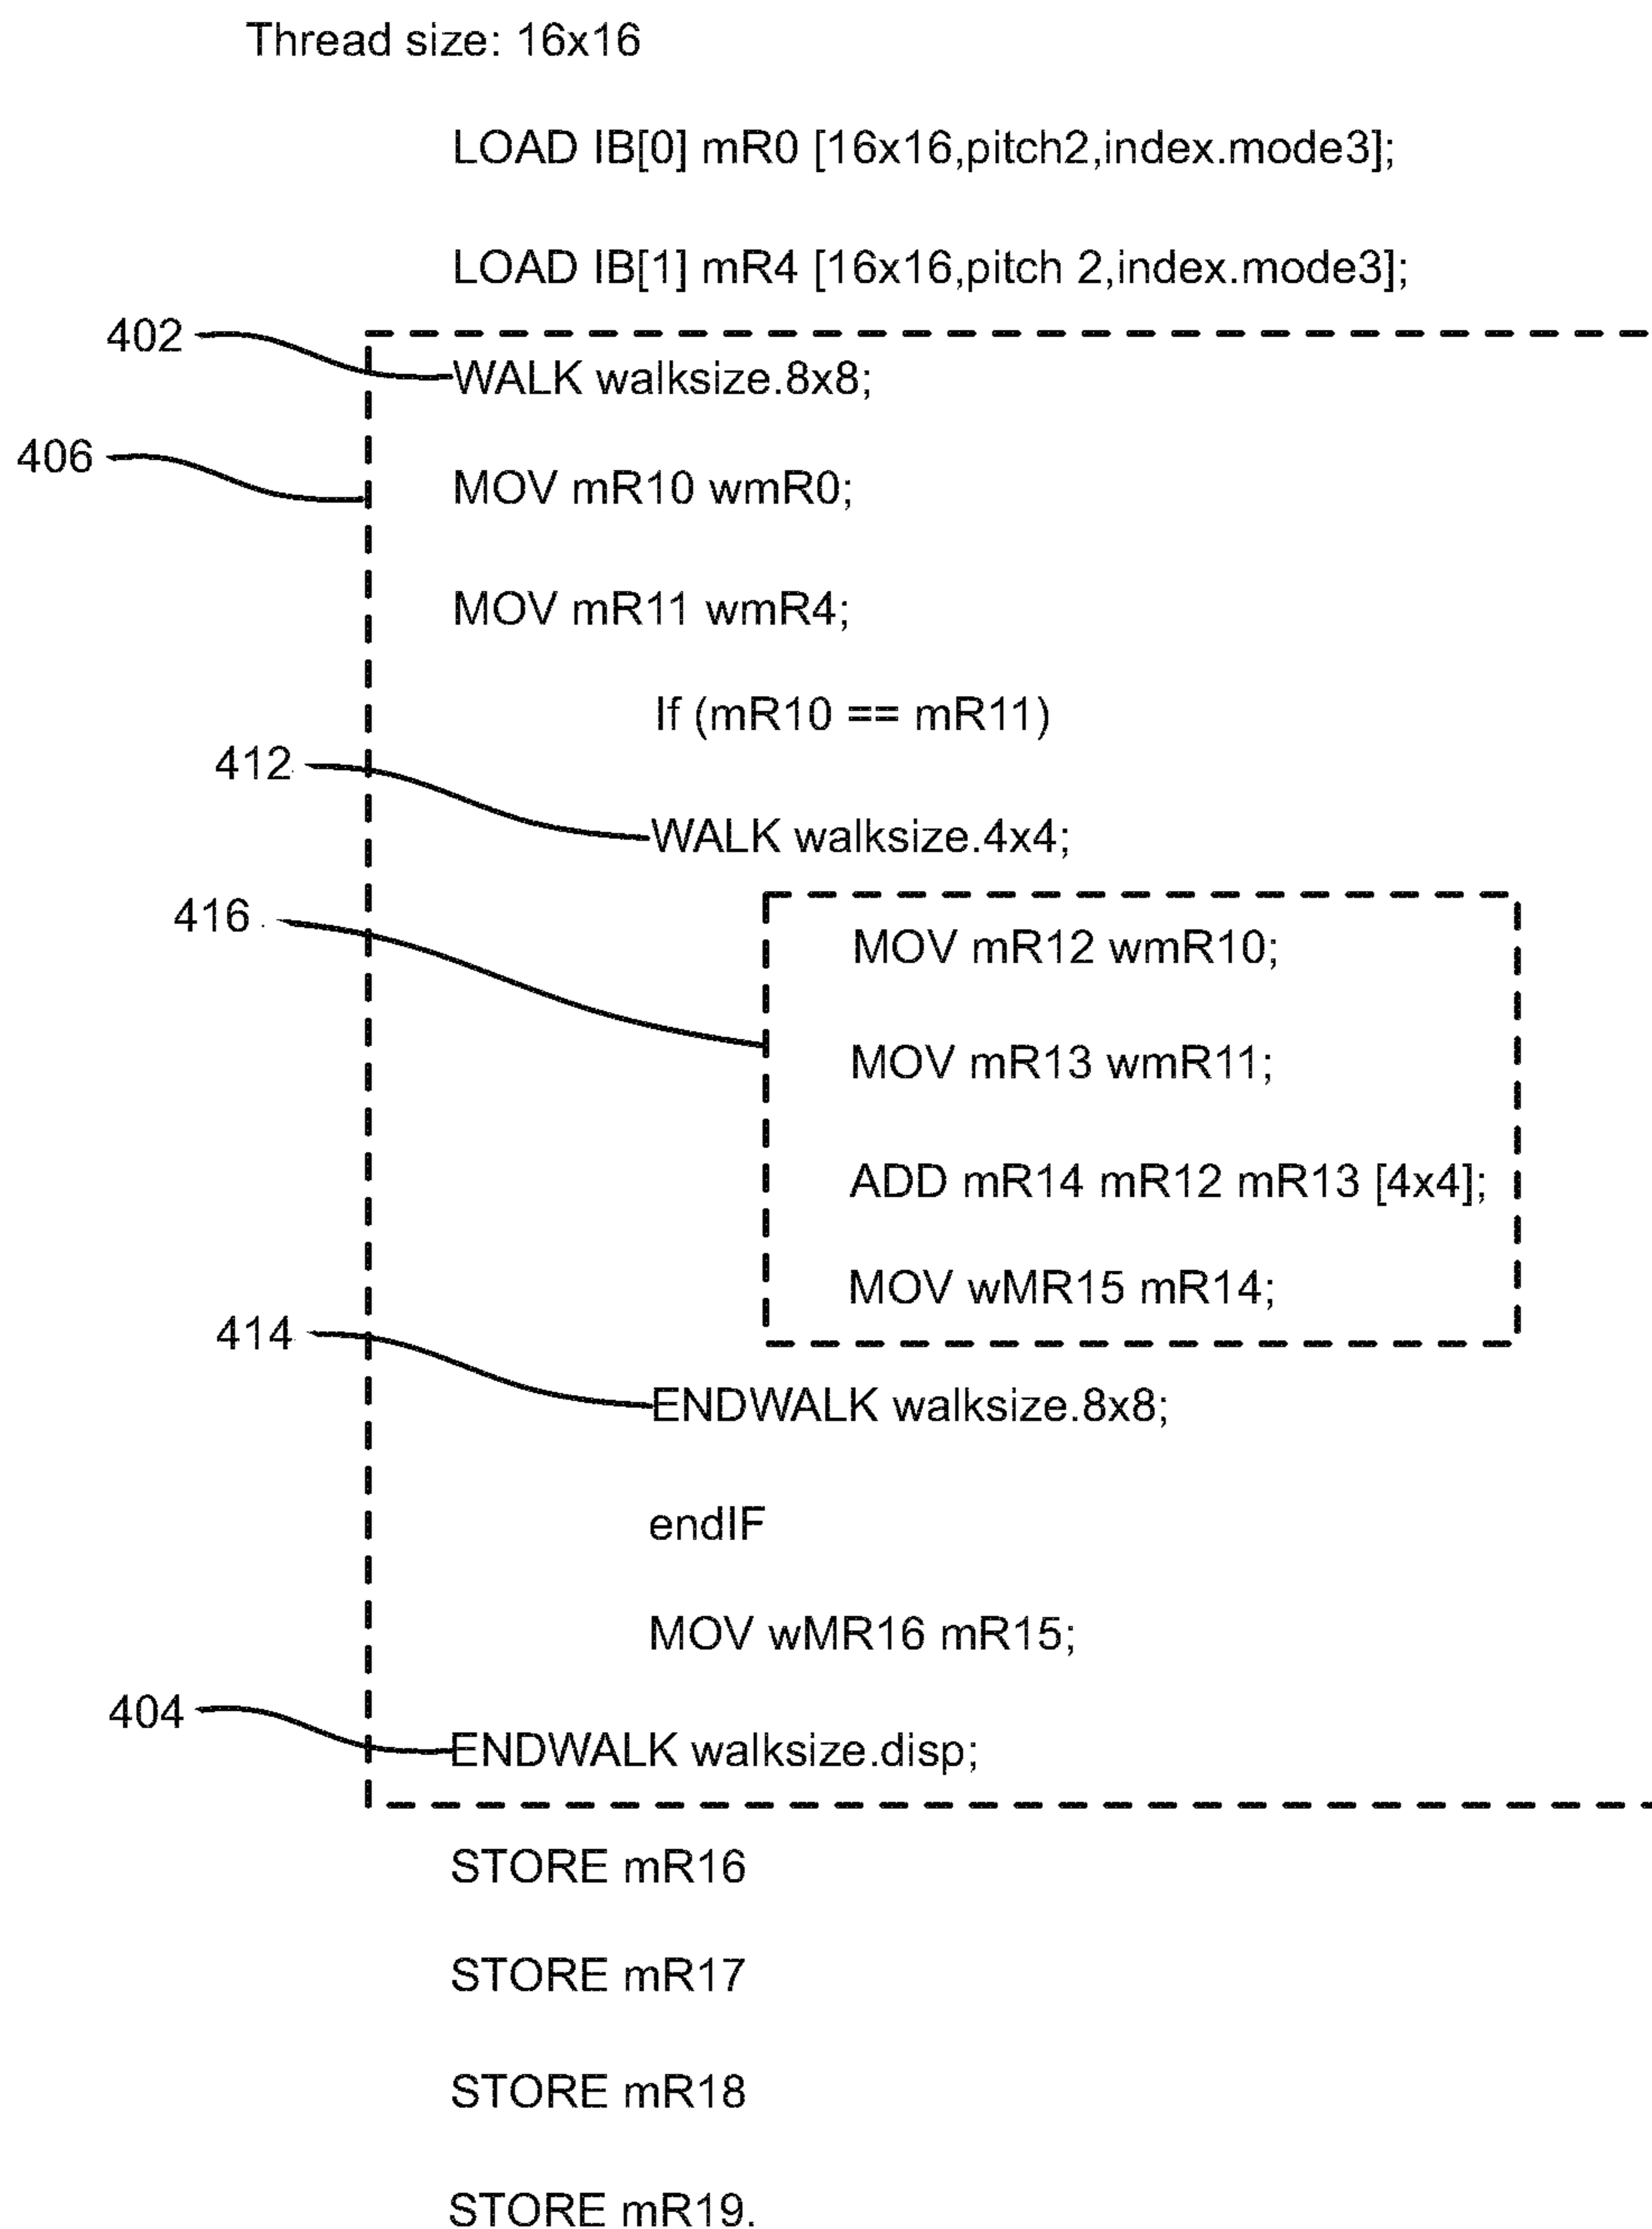 Thread size: 16x16
LOAD IB[0] mR0 [16x16,pitch2,index.mode3];
LOAD IB[1] mR4 [16x16,pitch 2,index.mode3];
402
WALK walksize.8x8;
406
MOV mR10 wmR0;
MOV mR11 wmR4;
If (mR10 == mR11)
412
WALK walksize.4x4;
416
MOV mR12 wmR10;
MOV mR13 wmR11;
ADD mR14 mR12 mR13 [4x4];
MOV wMR15 mR14;
414
ENDWALK walksize.8x8;
endIF
MOV wMR16 mR15;
404
ENDWALK walksize.disp;
STORE mR16
STORE mR17
STORE mR18
STORE mR19.